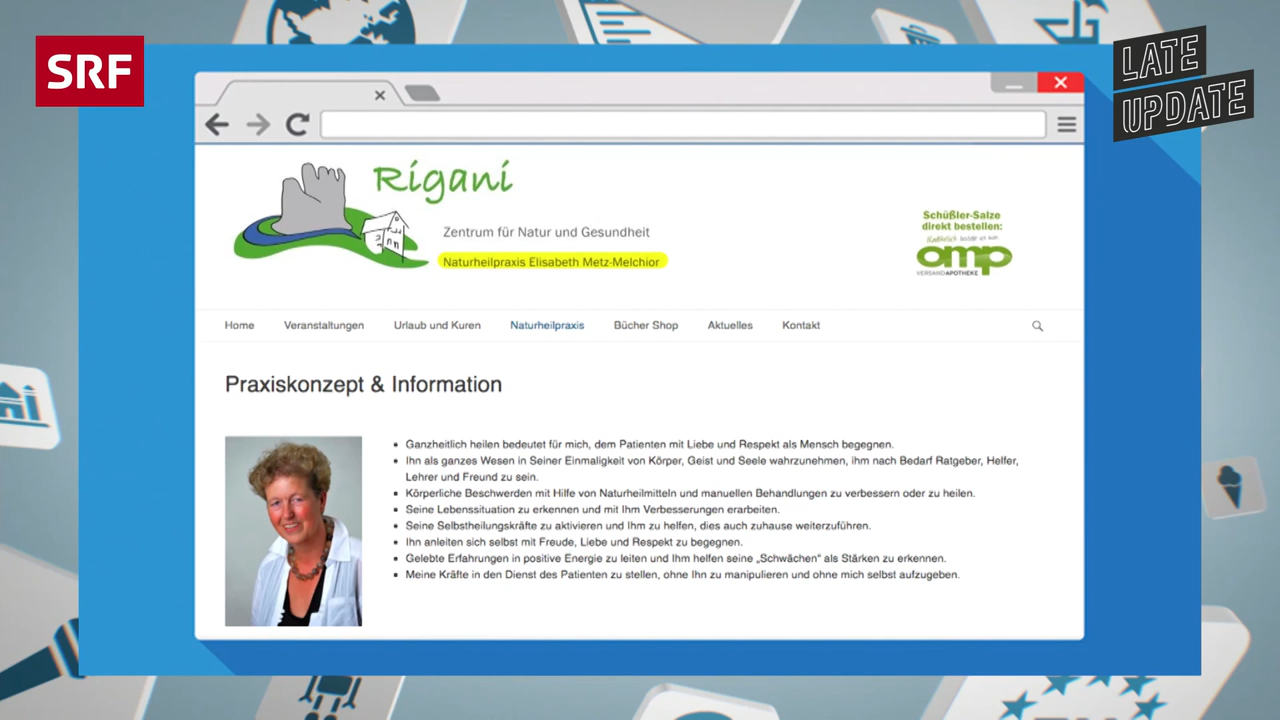 SRF
LATE
UPDATE
Rigani
Zentrum für Natur und Gesundheit
Naturheilpraxis Elisabeth Metz-Melchior
Schüßler-Salze
direkt bestellen:
omp
VERSANDAPOTHEKE
Home Veranstaltungen Urlaub und Kuren Naturheilpraxis Bücher Shop Aktuelles Kontakt
Praxiskonzept & Information
Ganzheitlich heilen bedeutet für mich, dem Patienten mit Liebe und Respekt als Mensch begegnen.
Ihn als ganzes Wesen in Seiner Einmaligkeit von Körper, Geist und Seele wahrzunehmen, ihm nach Bedarf Ratgeber, Helfer,
Lehrer und Freund zu sein.
Körperliche Beschwerden mit Hilfe von Naturheilmitteln und manuellen Behandlungen zu verbessern oder zu heilen.
Seine Lebenssituation zu erkennen und mit Ihm Verbesserungen erarbeiten.
Seine Selbstheilungskräfte zu aktivieren und Ihm zu helfen, dies auch zuhause weiterzuführen.
Ihn anleiten sich selbst mit Freude, Liebe und Respekt zu begegnen.
Gelebte Erfahrungen in positive Energie zu leiten und Ihm helfen seine „Schwächen“ als Stärken zu erkennen.
Meine Kräfte in den Dienst des Patienten zu stellen, ohne Ihn zu manipulieren und ohne mich selbst aufzugeben.